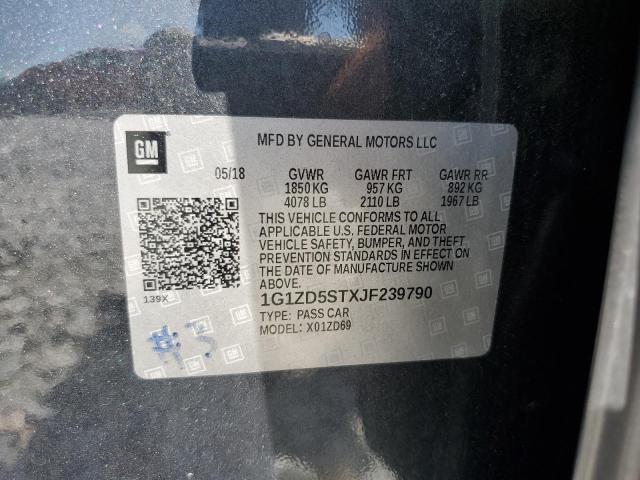 GM
MFD BY GENERAL MOTORS LLC
05/18 GVWR GAWR FRT GAWR RR
1850 KG 957 KG 892 KG
4078 LB 2110 LB 1967 LB
THIS VEHICLE CONFORMS TO ALL
APPLICABLE U.S. FEDERAL MOTOR
VEHICLE SAFETY, BUMPER, AND THEFT
PREVENTION STANDARDS IN EFFECT ON
THE DATE OF MANUFACTURE SHOWN
ABOVE.
139X
1G1ZD5STXJF239790
TYPE: PASS CAR
MODEL: X01ZD69
#3